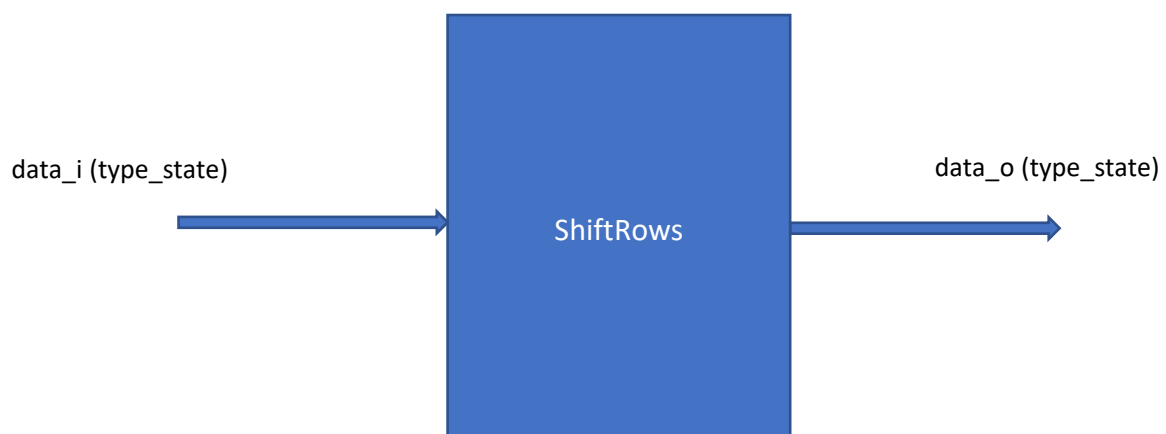 data_i (type_state)
data_o (type_state)
ShiftRows